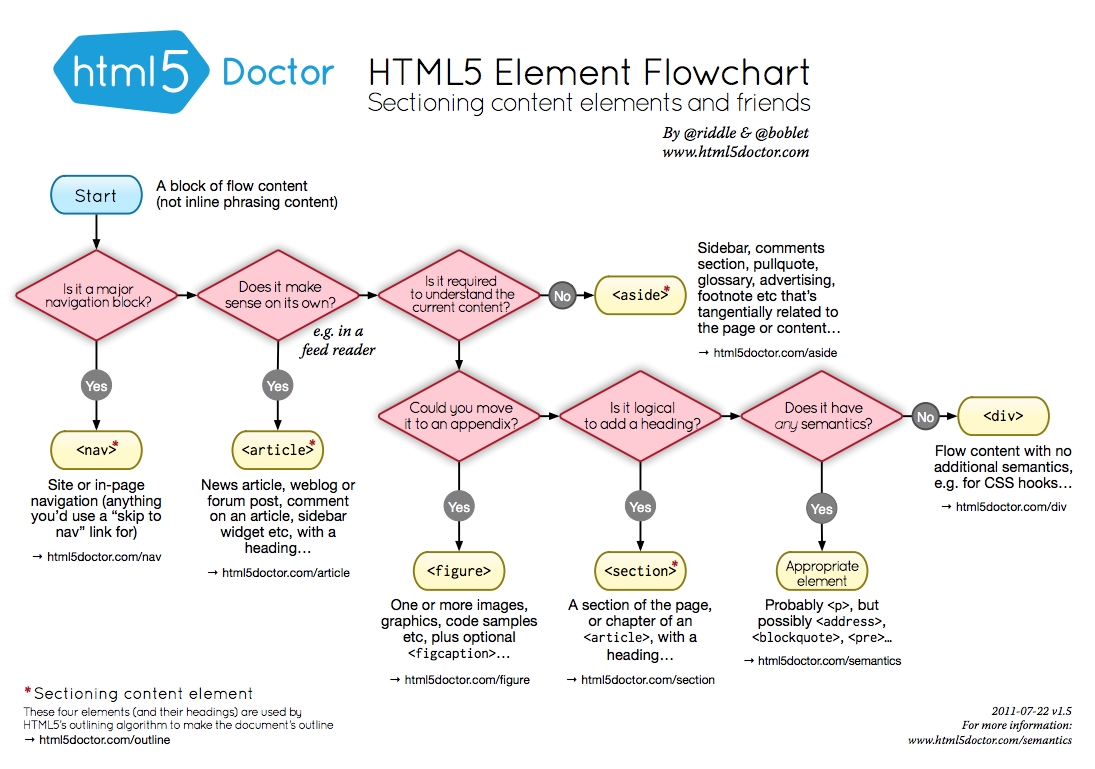 html5 Doctor
HTML5 Element Flowchart
Sectioning content elements and friends
By @riddle & @boblet
www.html5doctor.com
Start
A block of flow content
(not inline phrasing content)
Is it a major
navigation block?
Does it make
sense on its own?
e.g. in a
feed reader
Is it required
to understand the
current content?
No
<aside>*
Sidebar, comments
section, pullquote,
glossary, advertising,
footnote etc that's
tangentially related to
the page or content…
→ html5doctor.com/aside
Yes
<nav>*
Site or in-page
navigation (anything
you'd use a “skip to
nav” link for)
→ html5doctor.com/nav
Yes
<article>*
News article, weblog or
forum post, comment
on an article, sidebar
widget etc, with a
heading…
→ html5doctor.com/article
Could you move
it to an appendix?
Is it logical
to add a heading?
Does it have
any semantics?
No
<div>
Flow content with no
additional semantics,
e.g. for CSS hooks…
→ html5doctor.com/div
Yes
<figure>
One or more images,
graphics, code samples
etc, plus optional
<figcaption>…
→ html5doctor.com/figure
Yes
<section>*
A section of the page,
or chapter of an
<article>, with a
heading…
→ html5doctor.com/section
Yes
Appropriate
element
Probably <p>, but
possibly <address>,
<blockquote>, <pre>…
→ html5doctor.com/semantics
*Sectioning content element
These four elements (and their headings) are used by
HTML5's outlining algorithm to make the document's outline
→ html5doctor.com/outline
2011-07-22 v1.5
For more information:
www.html5doctor.com/semantics